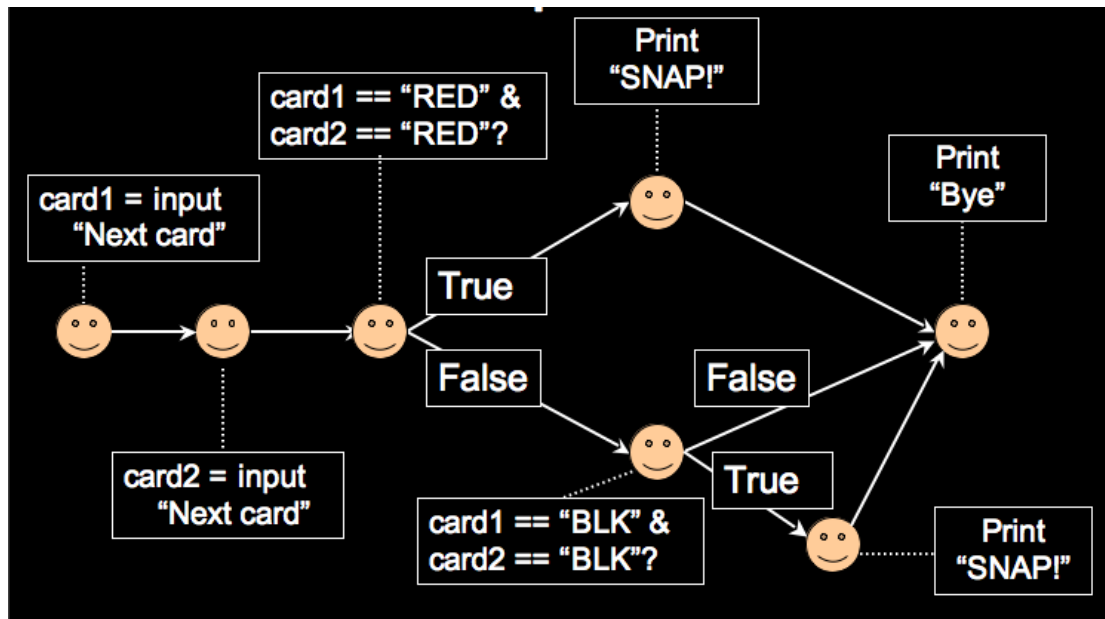 Print
“SNAP!”
card1 == “RED” &
card2 == “RED”?
Print
“Bye”
card1 = input
“Next card”
True
False
False
card2 = input
“Next card”
True
card1 == “BLK” &
card2 == “BLK”?
Print
“SNAP!”